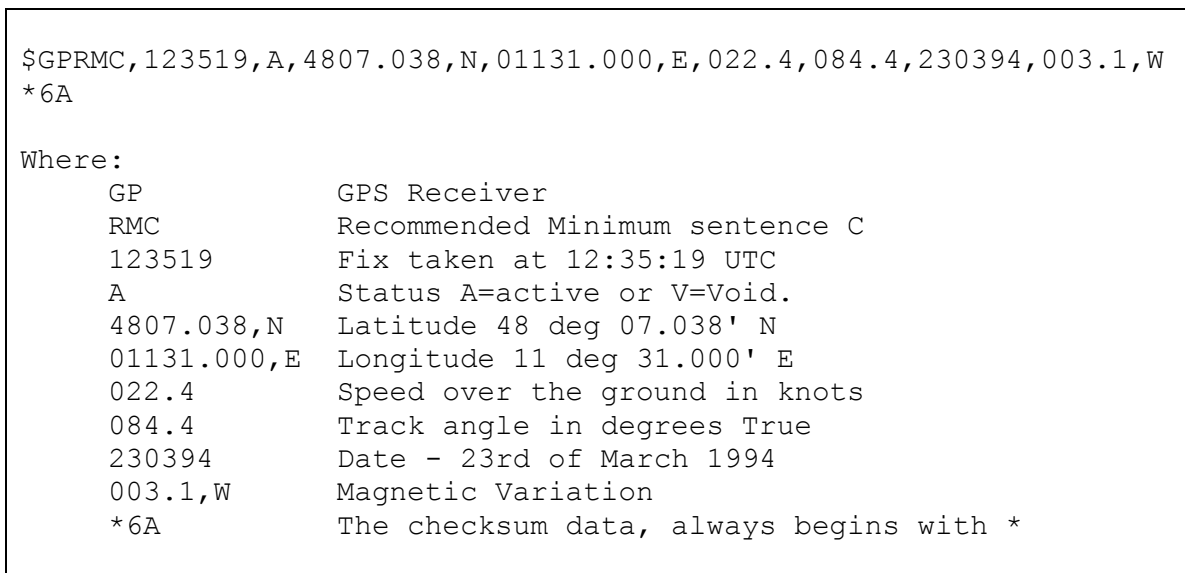 $GPRMC,123519,A,4807.038,N,01131.000,E,022.4,084.4,230394,003.1,W
*6A
Where:
GP GPS Receiver
RMC Recommended Minimum sentence C
123519 Fix taken at 12:35:19 UTC
A Status A=active or V=Void.
4807.038,N Latitude 48 deg 07.038' N
01131.000,E Longitude 11 deg 31.000' E
022.4 Speed over the ground in knots
084.4 Track angle in degrees True
230394 Date - 23rd of March 1994
003.1,W Magnetic Variation
*6A The checksum data, always begins with *